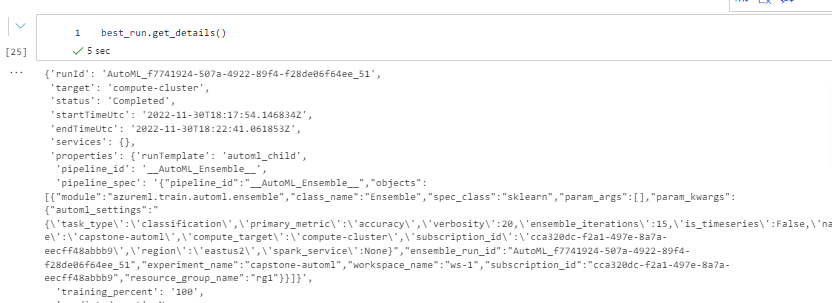 1 best_run.get_details()
[25]
5 sec
...
{'runId': 'AutoML_f7741924-507a-4922-89f4-f28de06f64ee_51',
'target': 'compute-cluster',
'status': 'Completed',
'startTimeUtc': '2022-11-30T18:17:54.146834Z',
'endTimeUtc': '2022-11-30T18:22:41.061853Z',
'services': {},
'properties': {'runTemplate': 'automl_child',
'pipeline_id': '__AutoML_Ensemble__',
'pipeline_spec': '{"pipeline_id":"__AutoML_Ensemble__","objects":
[{"module":"azureml.train.automl.ensemble","class_name":"Ensemble","spec_class":"sklearn","param_args":[],"param_kwargs":
{"automl_settings":"
{\'task_type\':\'classification\',\'primary_metric\':\'accuracy\',\'verbosity\':20,\'ensemble_iterations\':15,\'is_timeseries\':False,\'na
e\':\'capstone-automl\',\'compute_target\':\'compute-cluster\',\'subscription_id\':\'cca320dc-f2a1-497e-8a7a-
eecff48abbb9\',\'region\':\'eastus2\',\'spark_service\':None}","ensemble_run_id":"AutoML_f7741924-507a-4922-89f4-
f28de06f64ee_51","experiment_name":"capstone-automl","workspace_name":"ws-1","subscription_id":"cca320dc-f2a1-497e-8a7a-
eecff48abbb9","resource_group_name":"rg1"}}]}',
'training_percent': '100',